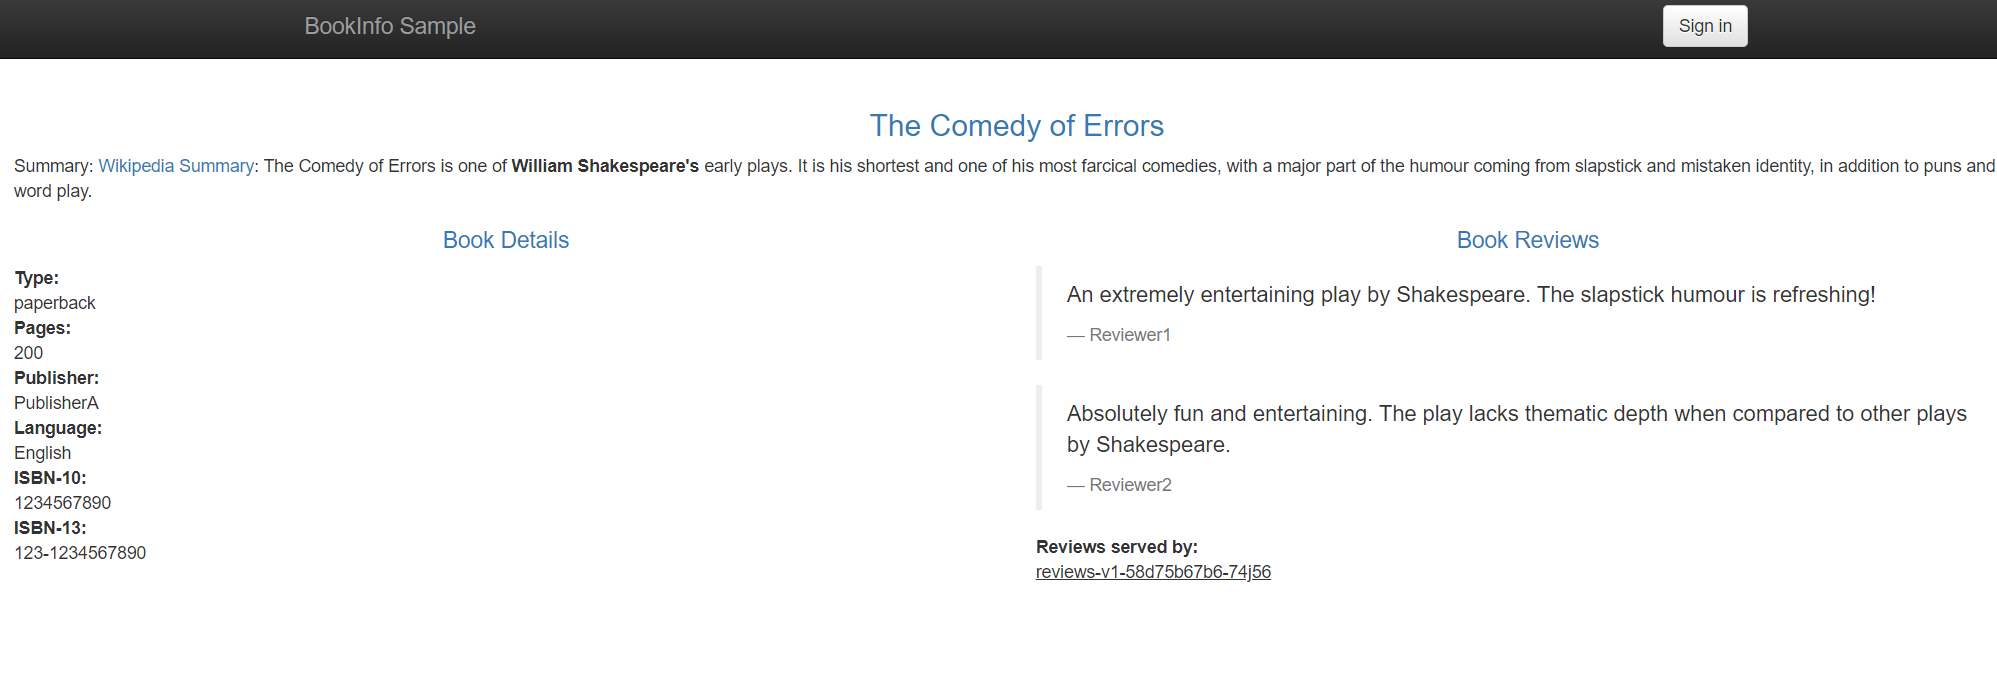 BookInfo Sample
Sign in
The Comedy of Errors
Summary: Wikipedia Summary: The Comedy of Errors is one of William Shakespeare's early plays. It is his shortest and one of his most farcical comedies, with a major part of the humour coming from slapstick and mistaken identity, in addition to puns and
word play.
Book Details
Type:
paperback
Pages:
200
Publisher:
PublisherA
Language:
English
ISBN-10:
1234567890
ISBN-13:
123-1234567890
Book Reviews
An extremely entertaining play by Shakespeare. The slapstick humour is refreshing!
— Reviewer1
Absolutely fun and entertaining. The play lacks thematic depth when compared to other plays
by Shakespeare.
— Reviewer2
Reviews served by:
reviews-v1-58d75b67b6-74j56